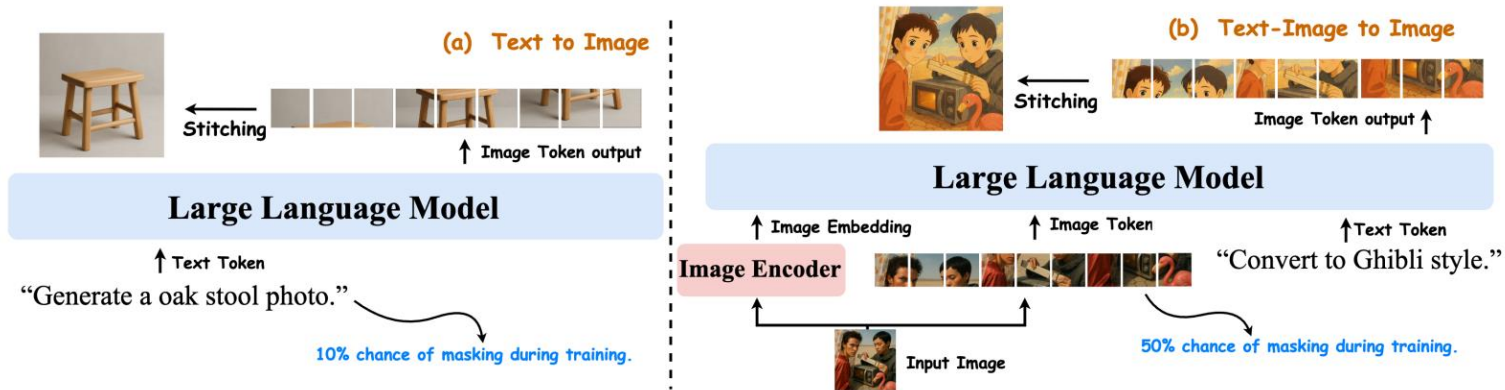 (a) Text to Image
Stitching
Image Token output
Large Language Model
Text Token
“Generate a oak stool photo.”
10% chance of masking during training.
(b) Text-Image to Image
Stitching
Image Token output
Large Language Model
Image Embedding
Image Token
Text Token
Image Encoder
“Convert to Ghibli style.”
Input Image
50% chance of masking during training.